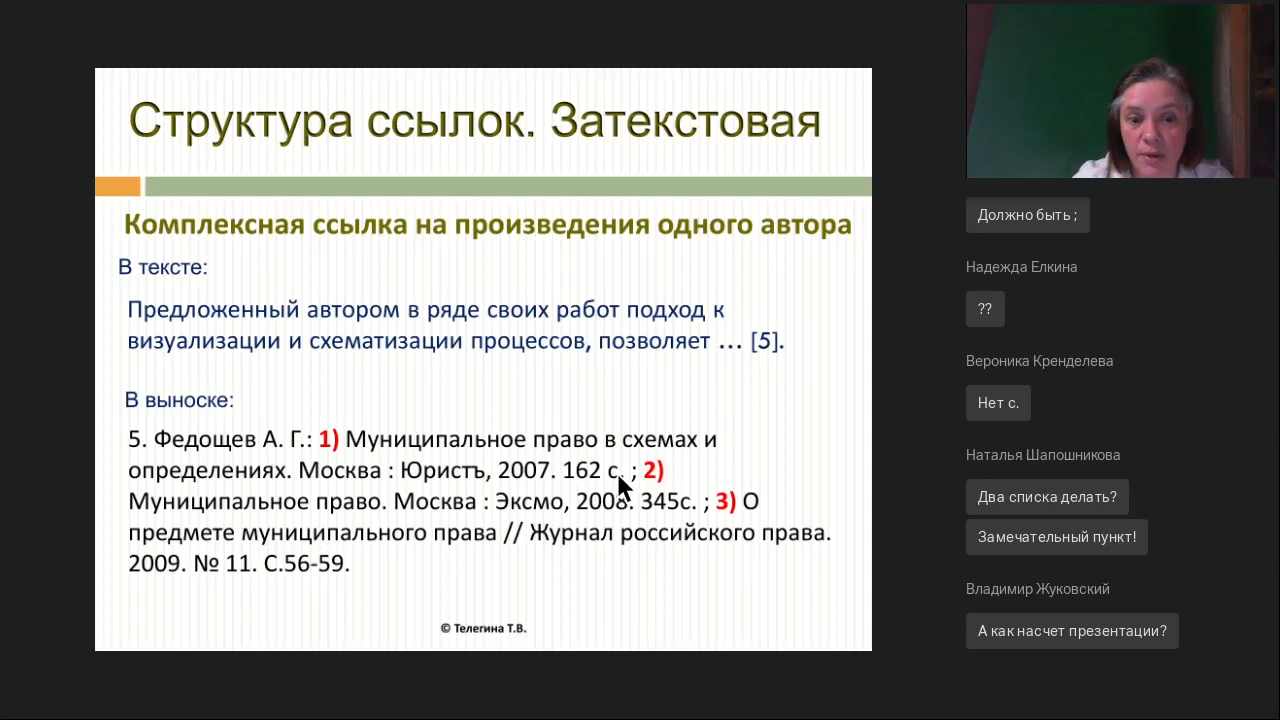 Структура ссылок. Затекстовая
Комплексная ссылка на произведения одного автора
В тексте:
Предложенный автором в ряде своих работ подход к
визуализации и схематизации процессов, позволяет ... [5].
В выноске:
5. Федощев А. Г.: 1) Муниципальное право в схемах и
определениях. Москва : Юристъ, 2007. 162 с. ; 2)
Муниципальное право. Москва : Эксмо, 2008. 345с. ; 3) О
предмете муниципального права // Журнал российского права.
2009. № 11. С.56-59.
© Телегина Т.В.
Должно быть ;
Надежда Елкина
??
Вероника Кренделева
Нет с.
Наталья Шапошникова
Два списка делать?
Замечательный пункт!
Владимир Жуковский
А как насчет презентации?